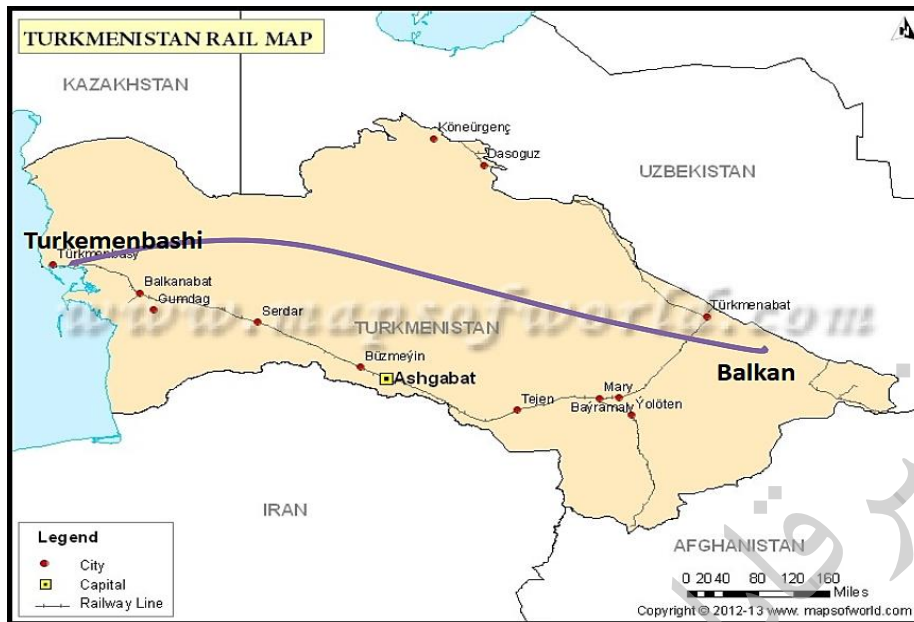 TURKMENISTAN RAIL MAP
KAZAKHSTAN
Köneürgenç
Dasoguz
UZBEKISTAN
Turkemenbashi
Türkmenbasy
Balkanabat
Gumdag
Serdar
www.mapsofworld.com
TURKMENISTAN
Türkmenabat
Büzmeýin
Ashgabat
Balkan
Mary
Tejen
Baýramaly
Ýolöten
IRAN
AFGHANISTAN
Legend
City
Capital
Railway Line
0 20 40 80 120 160
Miles
Copyright © 2012-13 www. mapsofworld.com